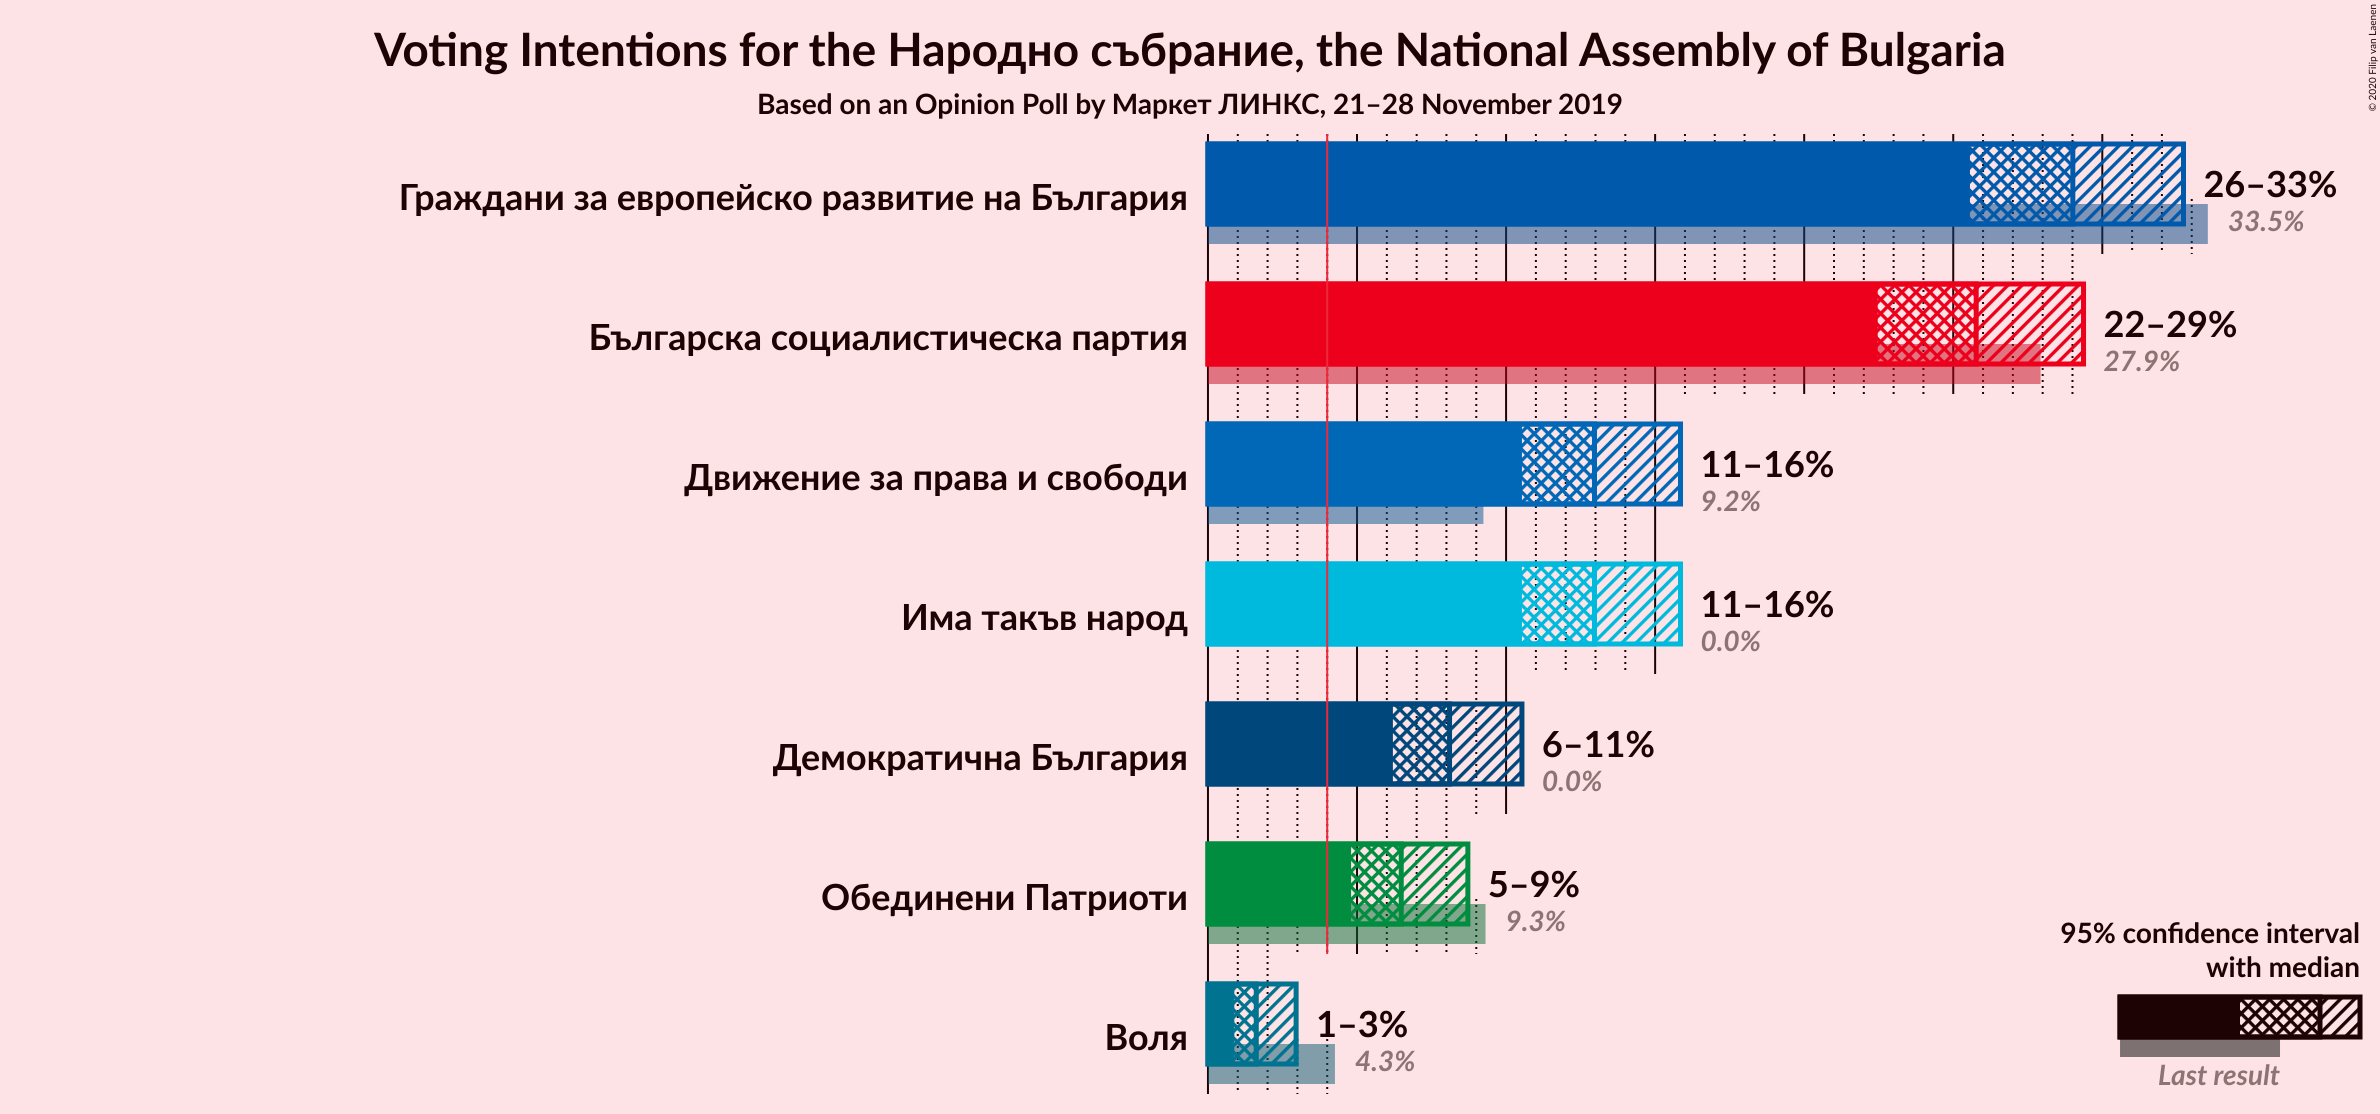 Voting Intentions for the Народно събрание, the National Assembly of Bulgaria
Based on an Opinion Poll by Маркет ЛИНКС, 21–28 November 2019
© 2020 Filip van Laenen
Граждани за европейско развитие на България
26–33%
33.5%
Българска социалистическа партия
22–29%
27.9%
Движение за права и свободи
11–16%
9.2%
Има такъв народ
11–16%
0.0%
Демократична България
6–11%
0.0%
Обединени Патриоти
5–9%
9.3%
Воля
1–3%
4.3%
95% confidence interval
with median
Last result